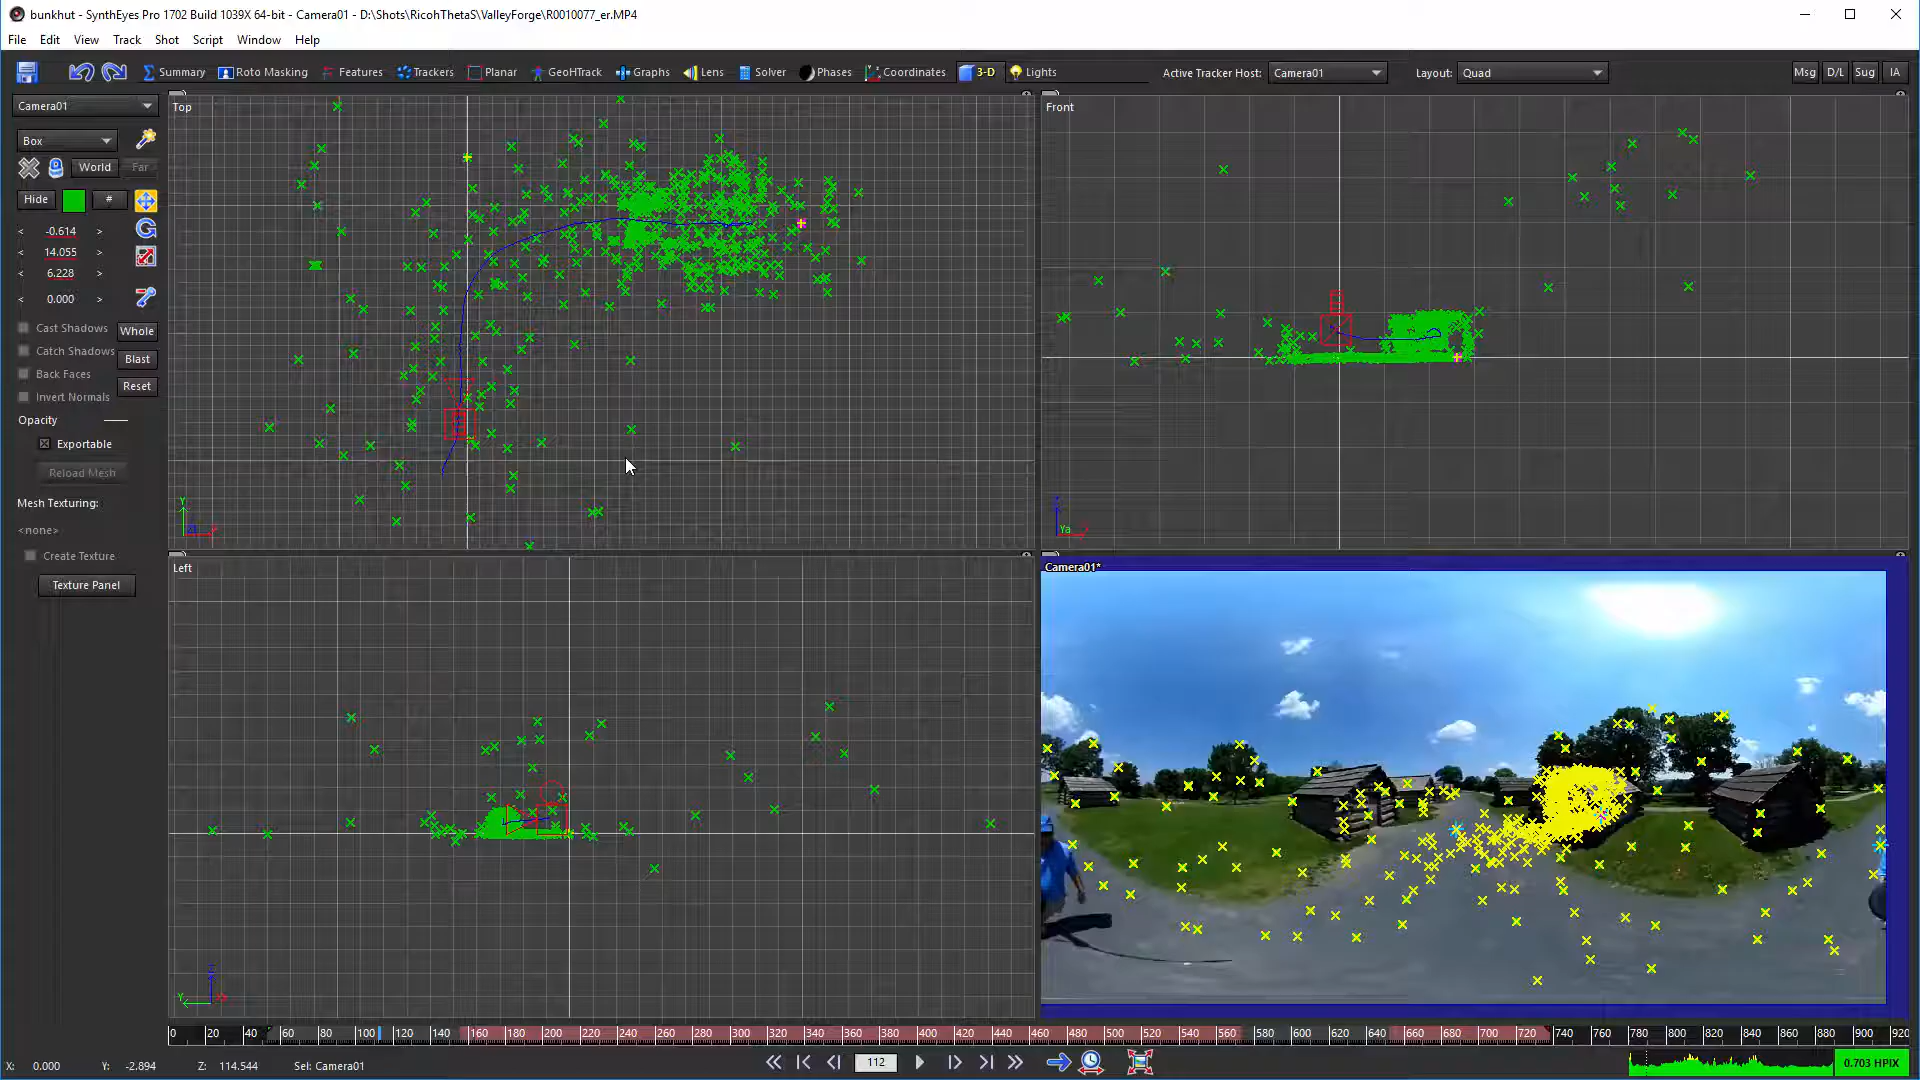 bunkhut - SynthEyes Pro 1702 Build 1039X 64-bit - Camera01 - D:\Shots\RicohThetaS\ValleyForge\R0010077_er.MP4
File Edit View Track Shot Script Window Help
Summary Roto Masking Features Trackers Planar GeoHTrack Graphs Lens Solver Phases Coordinates 3-D Lights Active Tracker Host: Camera01 Layout: Quad Msg D/L Sug IA
Camera01
Top
Front
Box
World Far
Hide #
< -0.614 >
< 14.055 >
< 6.228 >
< 0.000 >
Cast Shadows Whole
Catch Shadows Blast
Back Faces
Reset
Invert Normals
Opacity
Exportable
Reload Mesh
Mesh Texturing:
<none>
Create Texture
Texture Panel
Left
Camera01*
0 20 40 60 80 100 120 140 160 180 200 220 240 260 280 300 320 340 360 380 400 420 440 460 480 500 520 540 560 580 600 620 640 660 680 700 720 740 760 780 800 820 840 860 880 900 920
X: 0.000 Y: -2.894 Z: 114.544 Sel: Camera01 112 0.703 HPIX